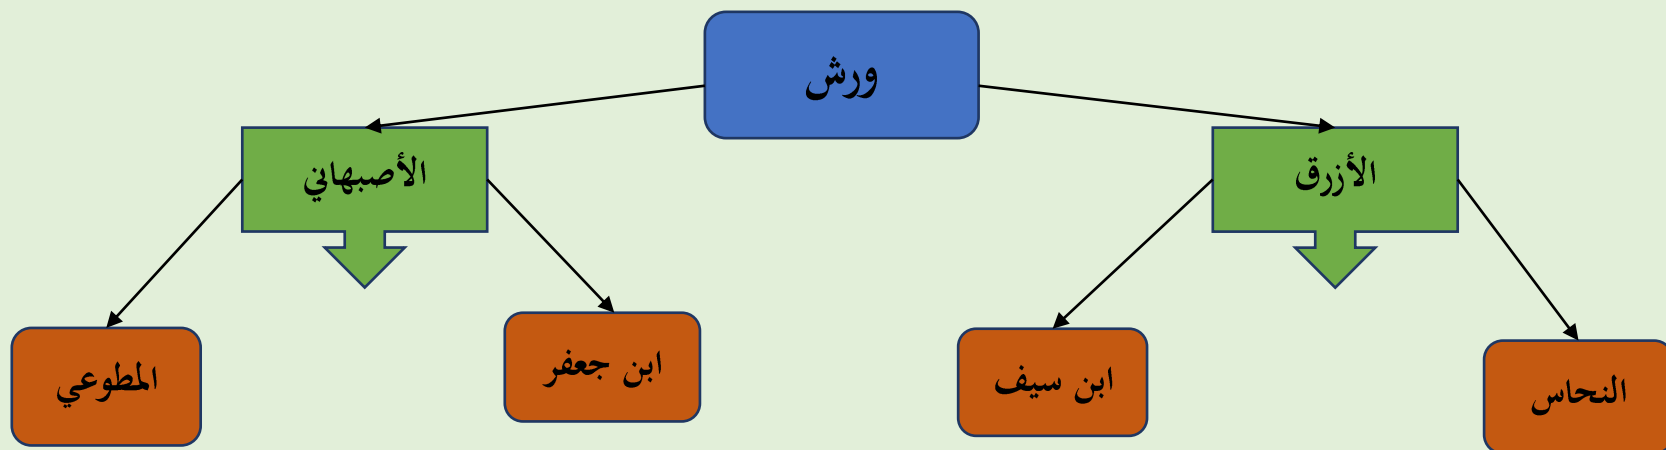 ورش
الأزرق
الأصبهاني
النحاس
ابن سيف
ابن جعفر
المطوعي